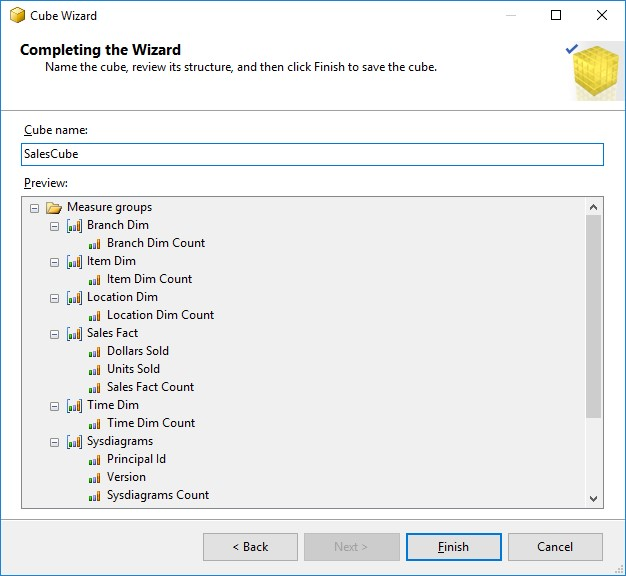 Cube Wizard
Completing the Wizard
Name the cube, review its structure, and then click Finish to save the cube.
Cube name:
SalesCube
Preview:
Measure groups
Branch Dim
Branch Dim Count
Item Dim
Item Dim Count
Location Dim
Location Dim Count
Sales Fact
Dollars Sold
Units Sold
Sales Fact Count
Time Dim
Time Dim Count
Sysdiagrams
Principal Id
Version
Sysdiagrams Count
< Back Next > Finish Cancel